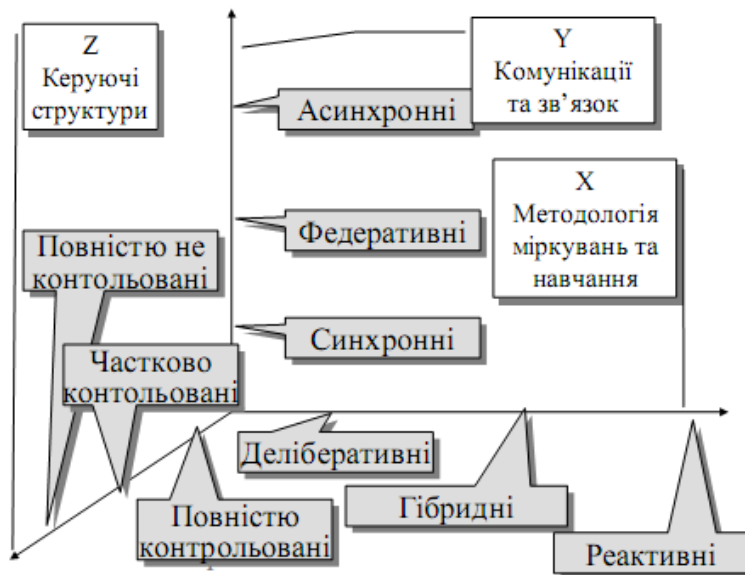 Z
Керуючі
структури
Y
Комунікації
та зв’язок
Асинхронні
X
Методологія
міркувань та
навчання
Федеративні
Повністю не
контольовані
Синхронні
Частково
контольовані
Деліберативні
Повністю
контрольовані
Гібридні
Реактивні